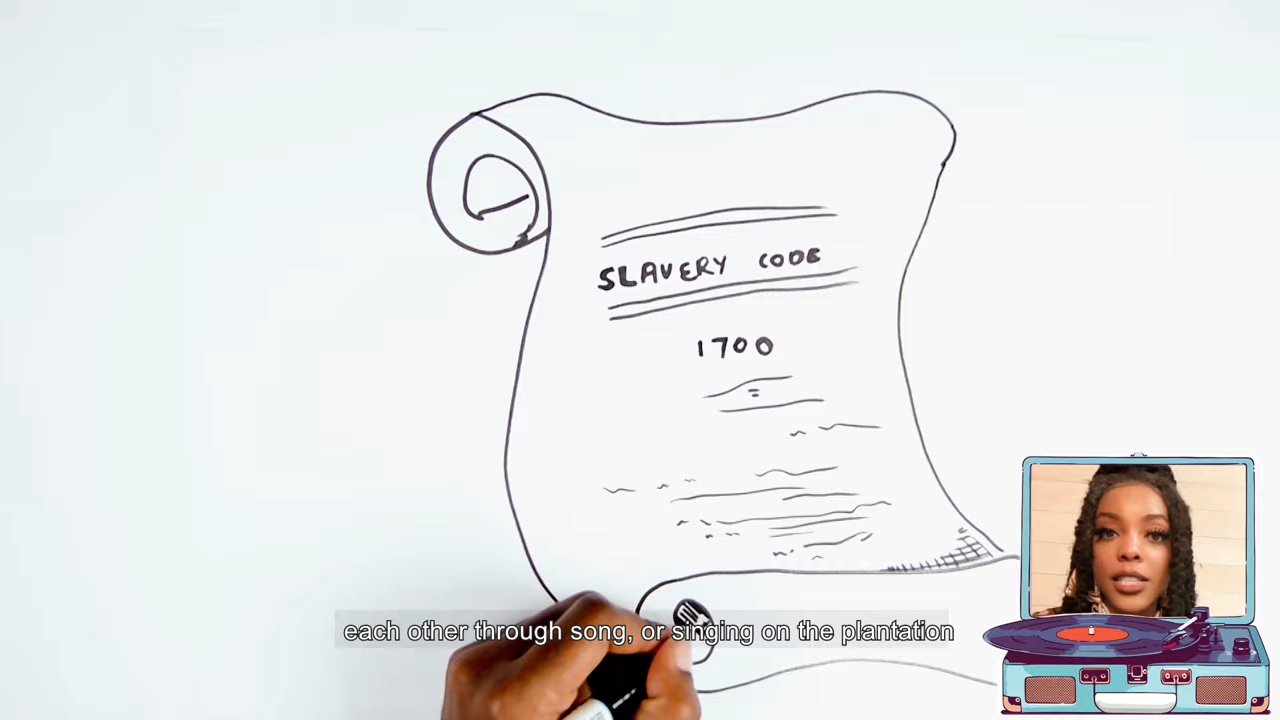 SLAVERY CODE
1700
each other through song, or singing on the plantation